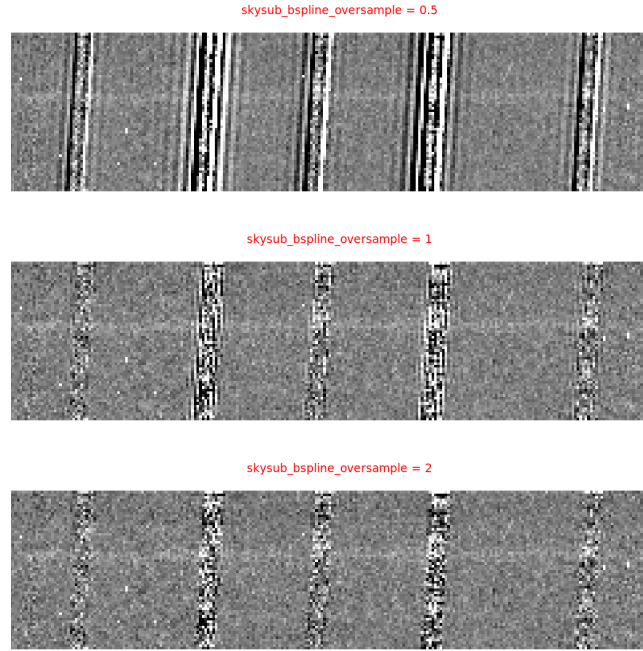 skysub_bspline_oversample = 0.5
skysub_bspline_oversample = 1
skysub_bspline_oversample = 2